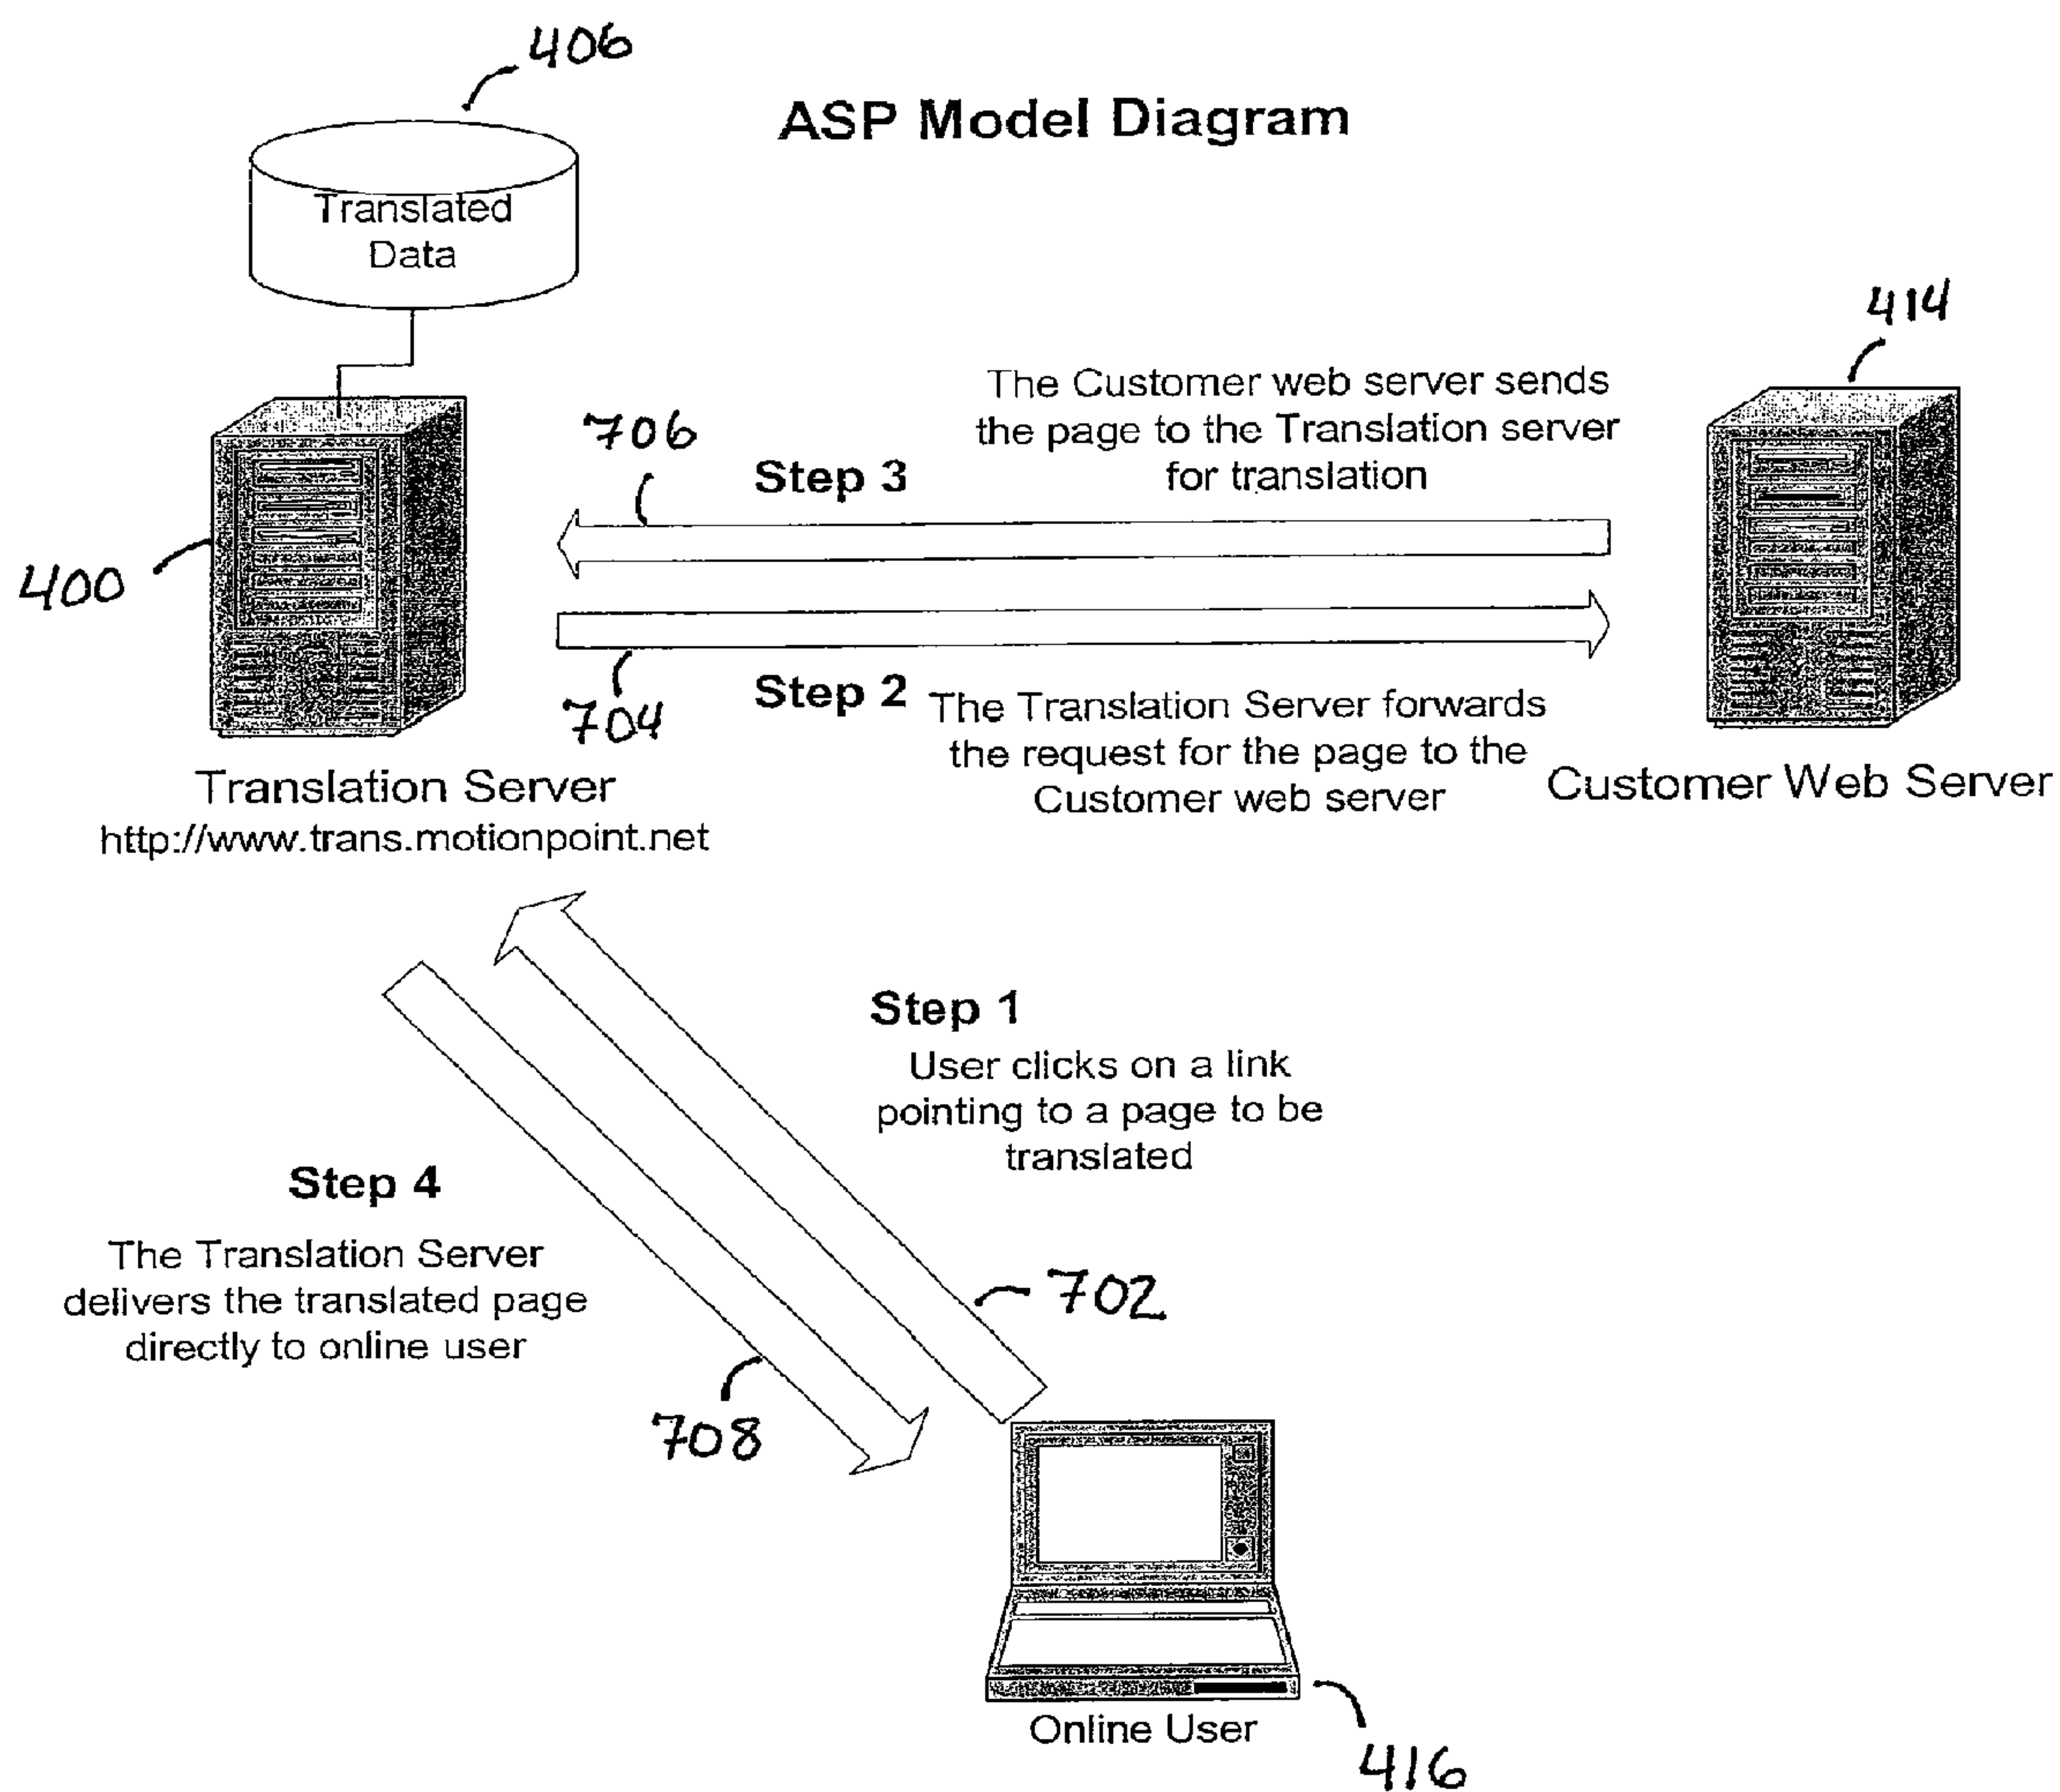 406
ASP Model Diagram
Translated
Data
414
The Customer web server sends
the page to the Translation server
for translation
706
Step 3
400
704
Step 2
The Translation Server forwards
the request for the page to the
Customer web server
Translation Server
http://www.trans.motionpoint.net
Customer Web Server
Step 1
User clicks on a link
pointing to a page to be
translated
Step 4
The Translation Server
delivers the translated page
directly to online user
702
708
Online User
416